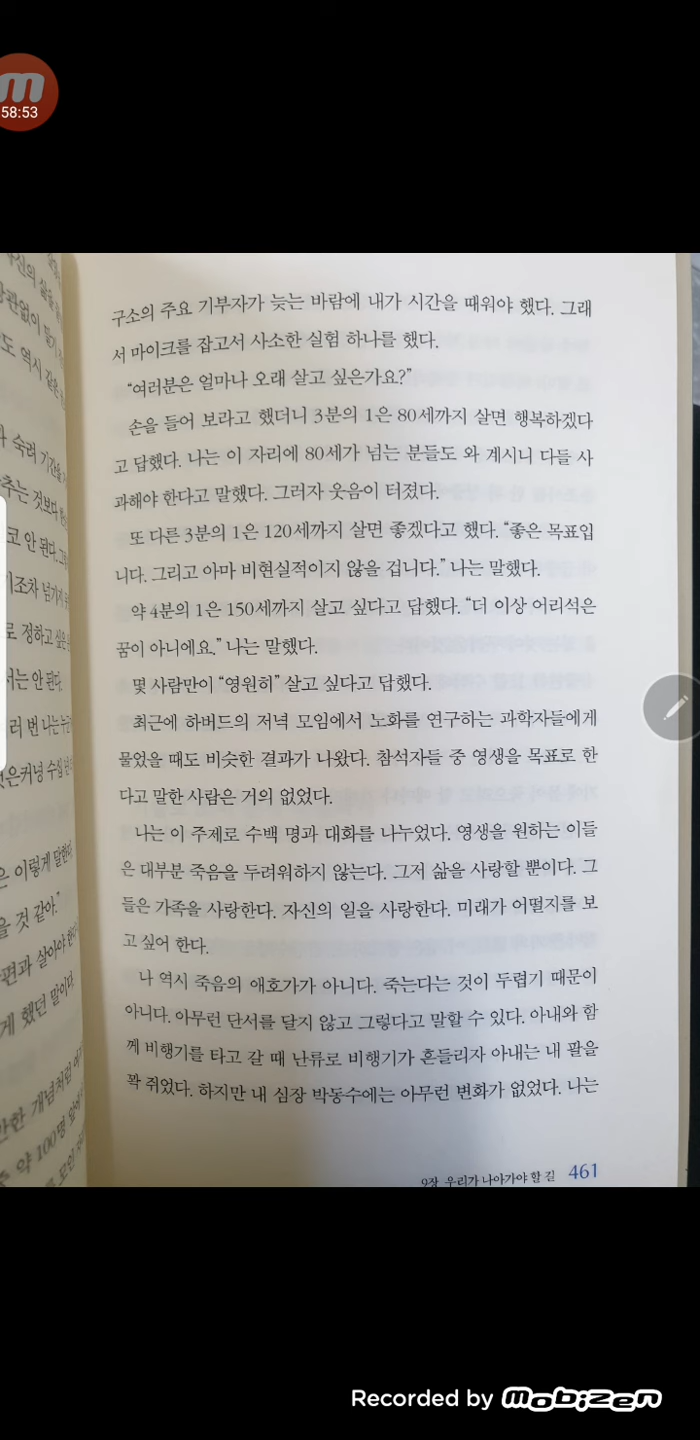 58:53
구소의 주요 기부자가 늦는 바람에 내가 시간을 때워야 했다. 그래
서 마이크를 잡고서 사소한 실험 하나를 했다.
“여러분은 얼마나 오래 살고 싶은가요?”
손을 들어 보라고 했더니 3분의 1은 80세까지 살면 행복하겠다
고 답했다. 나는 이 자리에 80세가 넘는 분들도 와 계시니 다들 사
과해야 한다고 말했다. 그러자 웃음이 터졌다.
또 다른 3분의 1은 120세까지 살면 좋겠다고 했다. “좋은 목표입
니다. 그리고 아마 비현실적이지 않을 겁니다.” 나는 말했다.
약 4분의 1은 150세까지 살고 싶다고 답했다. “더 이상 어리석은
꿈이 아니에요.” 나는 말했다.
몇 사람만이 “영원히” 살고 싶다고 답했다.
최근에 하버드의 저녁 모임에서 노화를 연구하는 과학자들에게
물었을 때도 비슷한 결과가 나왔다. 참석자들 중 영생을 목표로 한
다고 말한 사람은 거의 없었다.
나는 이 주제로 수백 명과 대화를 나누었다. 영생을 원하는 이들
은 대부분 죽음을 두려워하지 않는다. 그저 삶을 사랑할 뿐이다. 그
들은 가족을 사랑한다. 자신의 일을 사랑한다. 미래가 어떨지를 보
고 싶어 한다.
나 역시 죽음의 애호가가 아니다. 죽는다는 것이 두렵기 때문이
아니다. 아무런 단서를 달지 않고 그렇다고 말할 수 있다. 아내와 함
께 비행기를 타고 갈 때 난류로 비행기가 흔들리자 아내는 내 팔을
꽉 쥐었다. 하지만 내 심장 박동수에는 아무런 변화가 없었다. 나는
9장 우리가 나아가야 할 길 461
Recorded by mobizen